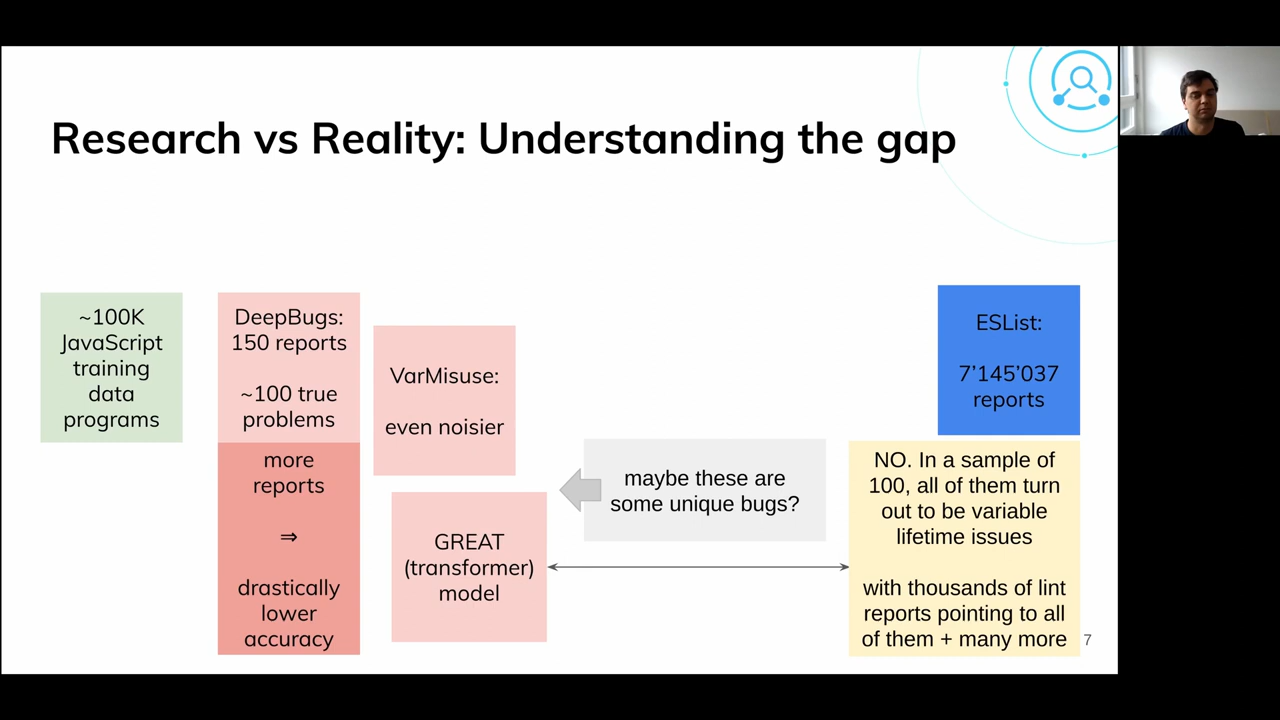 Research vs Reality: Understanding the gap
~100K
JavaScript
training
data
programs
DeepBugs:
150 reports
~100 true
problems
more
reports
⇒
drastically
lower
accuracy
VarMisuse:
even noisier
GREAT
(transformer)
model
maybe these are
some unique bugs?
ESList:
7’145’037
reports
NO. In a sample of
100, all of them turn
out to be variable
lifetime issues
with thousands of lint
reports pointing to all
of them + many more
7